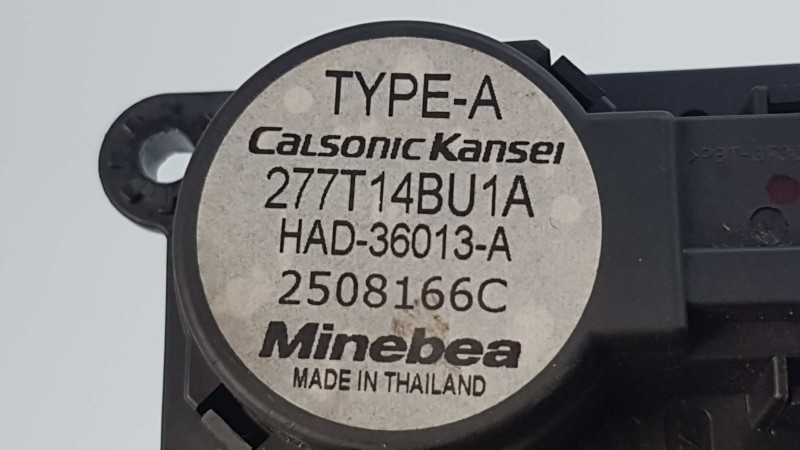 TYPE-A
CALSONIC KANSEI
277T14BU1A
HAD-36013-A
2508166C
Minebea
MADE IN THAILAND